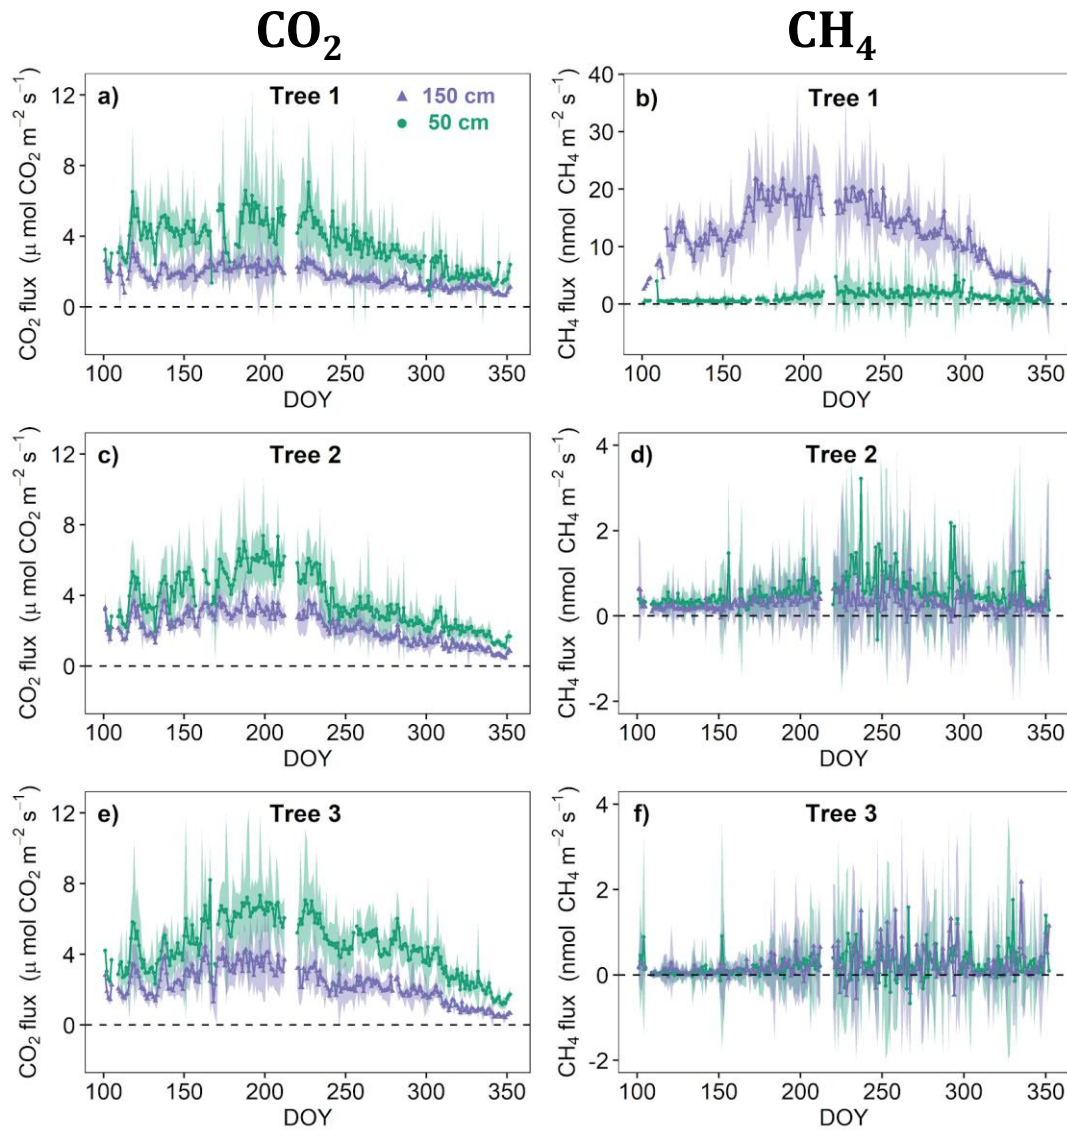 CO₂ CH₄
a) Tree 1 ▲ 150 cm ● 50 cm
CO₂ flux (μ mol CO₂ m⁻² s⁻¹)
12
8
4
0
100 150 200 250 300 350
DOY
b) Tree 1
CH₄ flux (nmol CH₄ m⁻² s⁻¹)
40
30
20
10
0
100 150 200 250 300 350
DOY
c) Tree 2
CO₂ flux (μ mol CO₂ m⁻² s⁻¹)
12
8
4
0
100 150 200 250 300 350
DOY
d) Tree 2
CH₄ flux (nmol CH₄ m⁻² s⁻¹)
4
2
0
-2
100 150 200 250 300 350
DOY
e) Tree 3
CO₂ flux (μ mol CO₂ m⁻² s⁻¹)
12
8
4
0
100 150 200 250 300 350
DOY
f) Tree 3
CH₄ flux (nmol CH₄ m⁻² s⁻¹)
4
2
0
-2
100 150 200 250 300 350
DOY